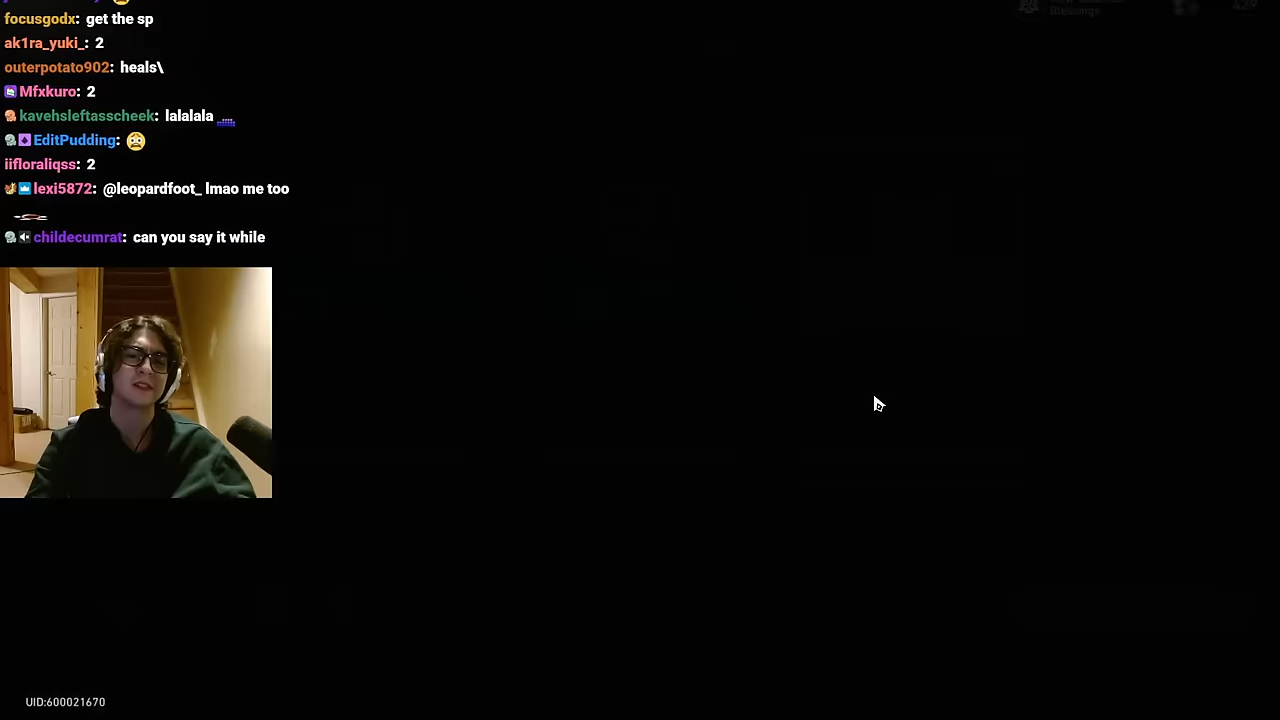 focusgodx: get the sp
ak1ra_yuki_: 2
outerpotato902: heals\
Mfxkuro: 2
kavehsleftasscheek: lalalala
EditPudding:
iifloraliqss: 2
lexi5872: @leopardfoot_ lmao me too
childecumrat: can you say it while
Blessings
UID:600021670